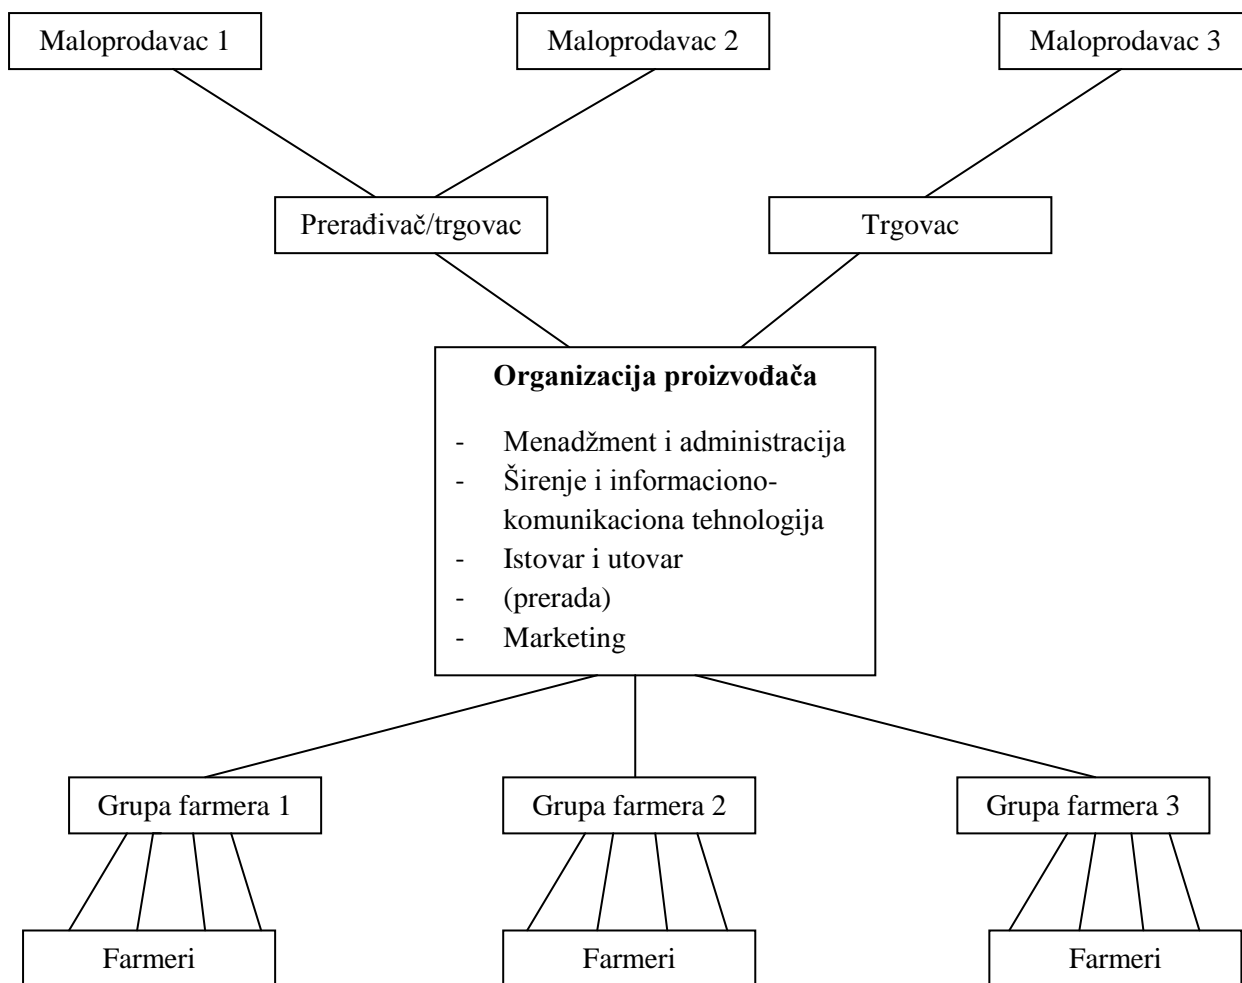 Maloprodavac 1
Maloprodavac 2
Maloprodavac 3
Prerađivač/trgovac
Trgovac
Organizacija proizvođača
- Menadžment i administracija
- Širenje i informaciono-
komunikaciona tehnologija
- Istovar i utovar
- (prerada)
- Marketing
Grupa farmera 1
Grupa farmera 2
Grupa farmera 3
Farmeri
Farmeri
Farmeri